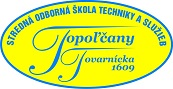 STREDNÁ ODBORNÁ ŠKOLA TECHNIKY A SLUŽIEB
Topoľčany
Tovarnícka
1609